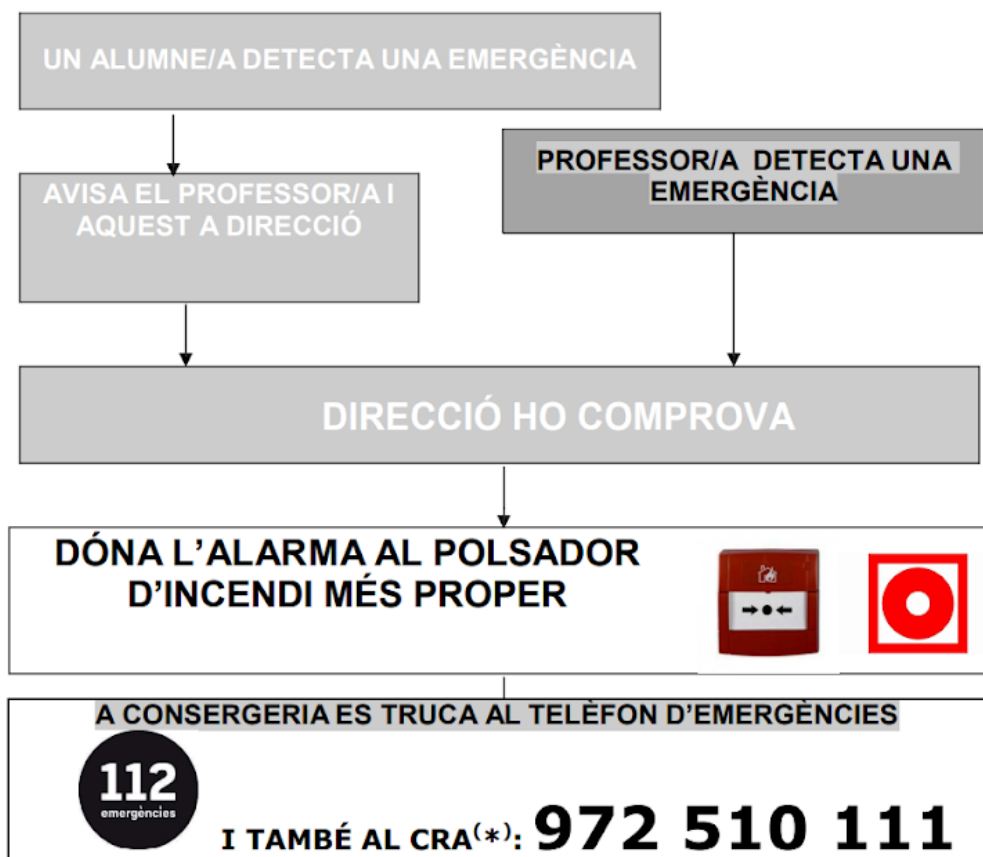 UN ALUMNE/A DETECTA UNA EMERGÈNCIA
PROFESSOR/A DETECTA UNA
EMERGÈNCIA
AVISA EL PROFESSOR/A I
AQUEST A DIRECCIÓ
DIRECCIÓ HO COMPROVA
DÓNA L’ALARMA AL POLSADOR
D’INCENDI MÉS PROPER
A CONSERGERIA ES TRUCA AL TELÈFON D’EMERGÈNCIES
112
emergències
I TAMBÉ AL CRA(*): 972 510 111